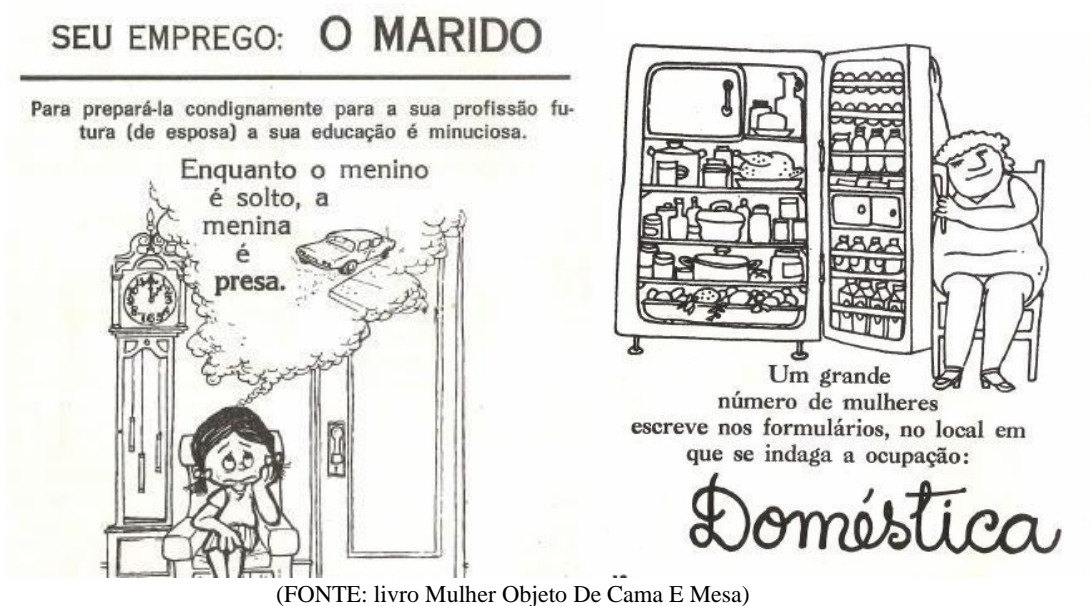 SEU EMPREGO: O MARIDO
Para prepará-la condignamente para a sua profissão fu-
tura (de esposa) a sua educação é minuciosa.
Enquanto o menino
é solto, a
menina
é
presa.
Um grande
número de mulheres
escreve nos formulários, no local em
que se indaga a ocupação:
Doméstica
(FONTE: livro Mulher Objeto De Cama E Mesa)